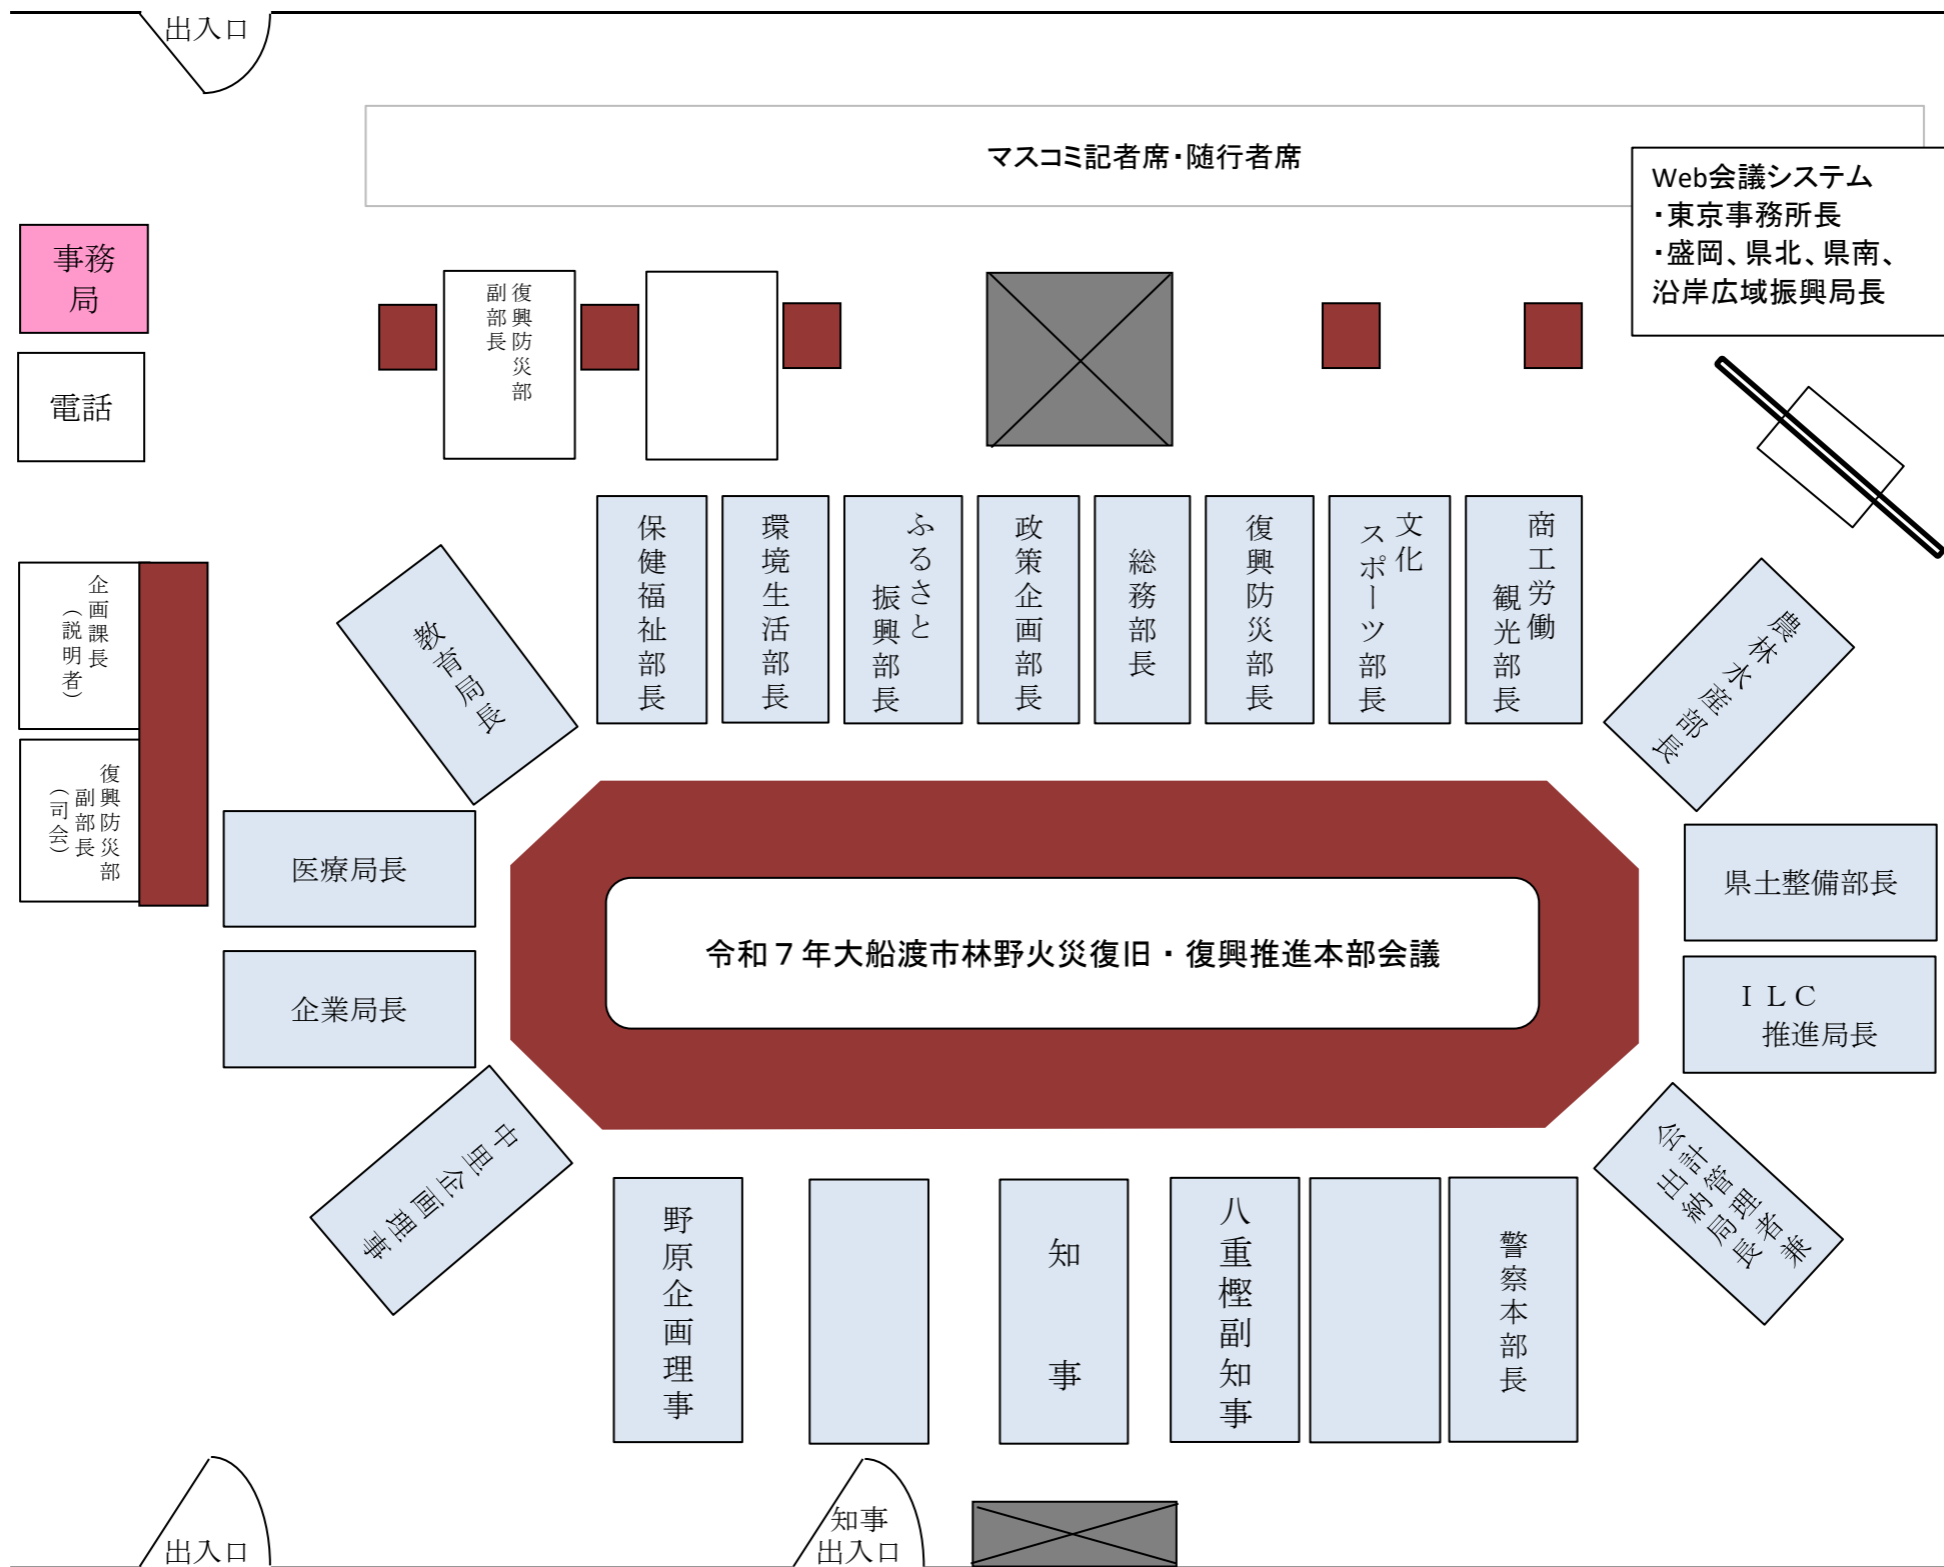 出入口
マスコミ記者席・随行者席
Web会議システム
・東京事務所長
・盛岡、県北、県南、
沿岸広域振興局長
事務
局
電話
復興防災部
副部長
保健福祉部長
環境生活部長
ふるさと
振興部長
政策企画部長
総務部長
復興防災部長
文化
スポーツ部長
商工労働
観光部長
農林水産部長
教育局長
企画課長
（説明者）
復興防災部
副部長
（司会）
医療局長
企業局長
中里企画理事
令和７年大船渡市林野火災復旧・復興推進本部会議
県土整備部長
ＩＬＣ
推進局長
会計管理者兼
出納局長
野原企画理事
知事
八重樫副知事
警察本部長
出入口
知事
出入口